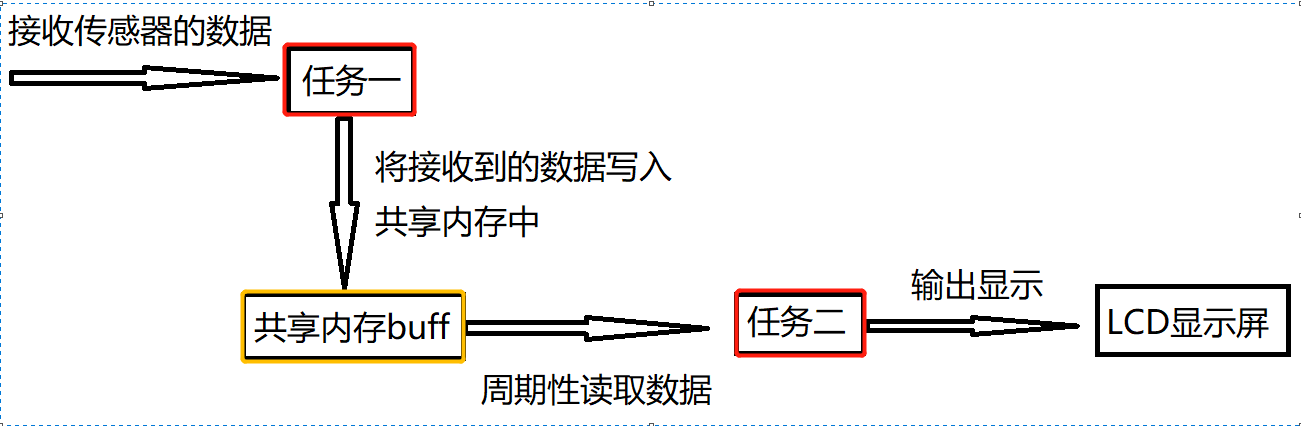 接收传感器的数据
任务一
将接收到的数据写入
共享内存中
共享内存buff
周期性读取数据
任务二
输出显示
LCD显示屏